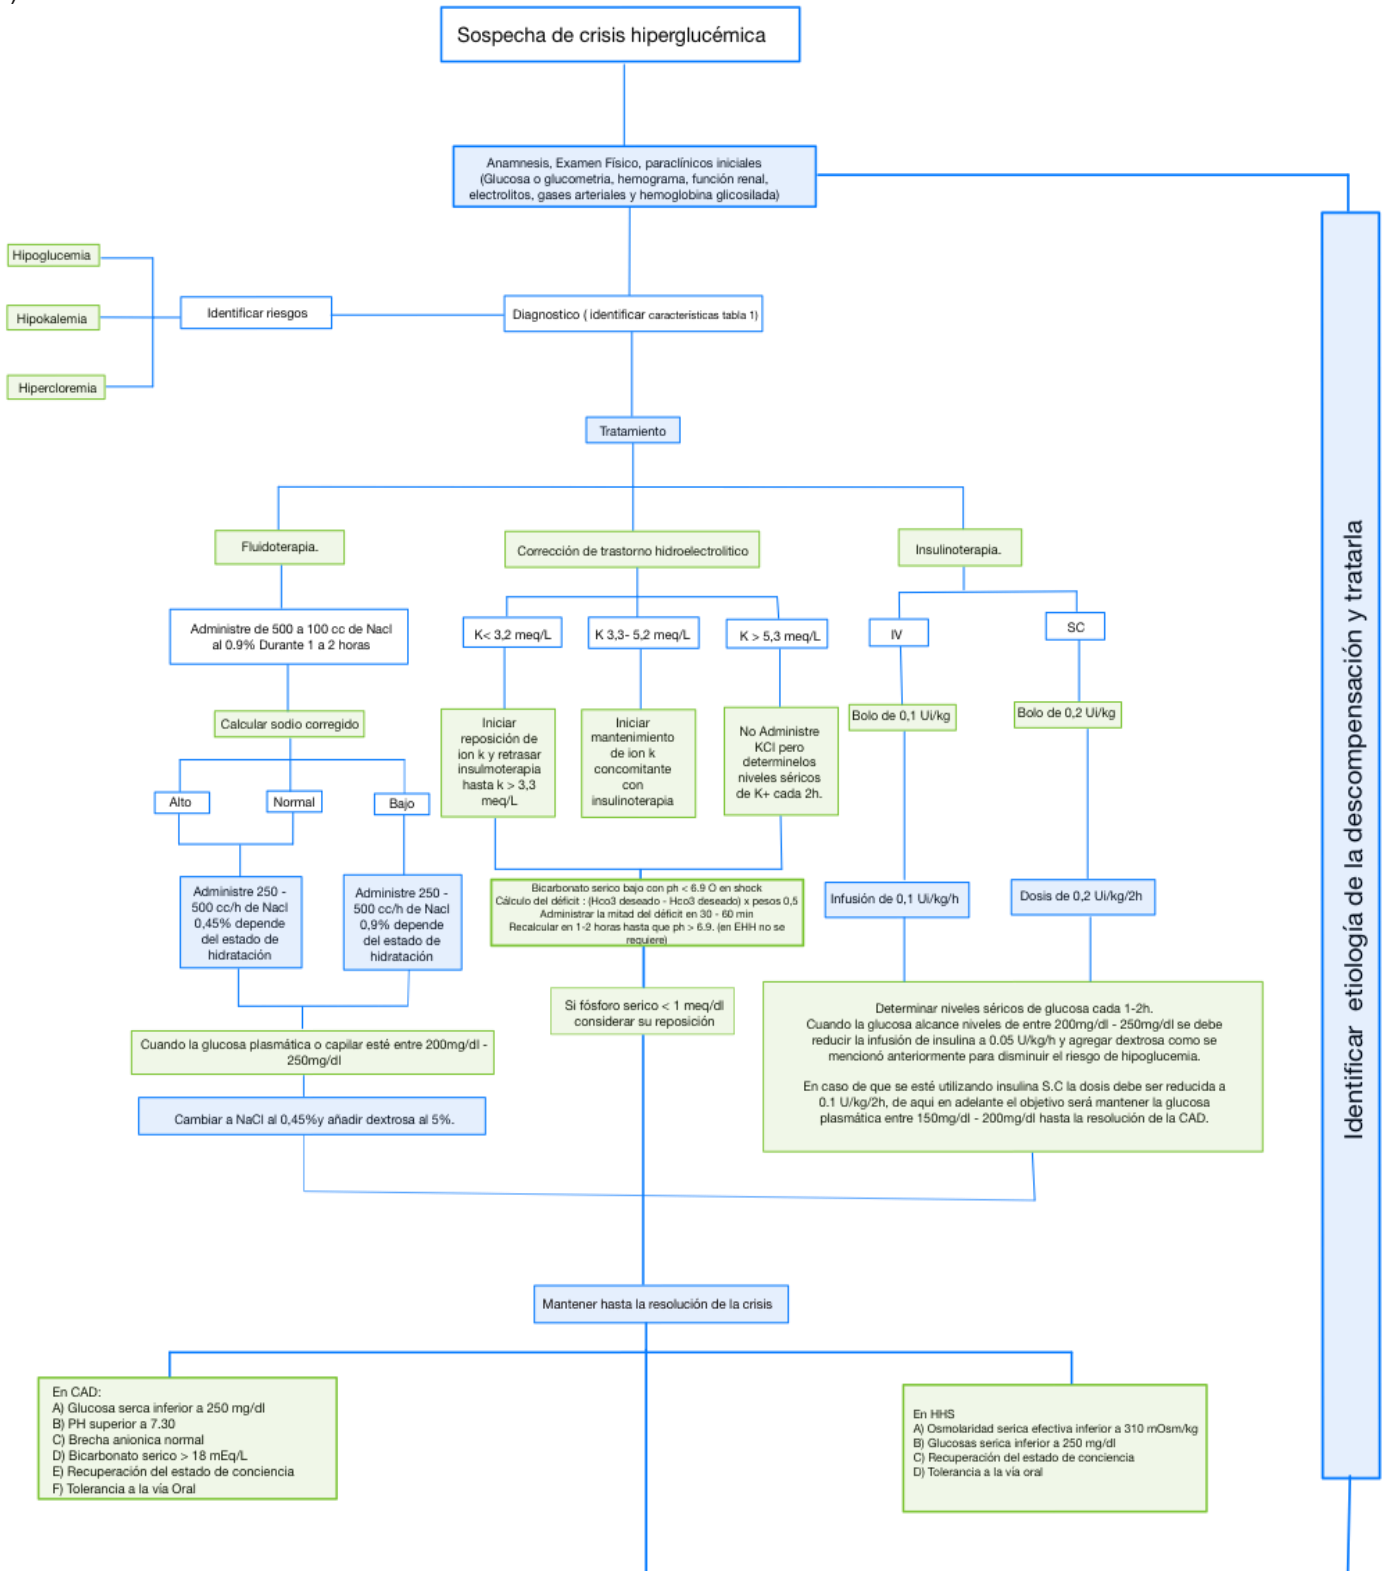 Sospecha de crisis hiperglucémica
Anamnesis, Examen Físico, paraclínicos iniciales
(Glucosa o glucometria, hemograma, función renal,
electrolitos, gases arteriales y hemoglobina glicosilada)
Hipoglucemia
Hipokalemia
Hipercloremia
Identificar riesgos
Diagnostico ( identificar características tabla 1)
Tratamiento
Fluidoterapia.
Corrección de trastorno hidroelectrolitico
Insulinoterapia.
Administre de 500 a 100 cc de Nacl
al 0.9% Durante 1 a 2 horas
Calcular sodio corregido
Alto
Normal
Bajo
Administre 250 -
500 cc/h de Nacl
0,45% depende
del estado de
hidratación
Administre 250 -
500 cc/h de Nacl
0,9% depende
del estado de
hidratación
Cuando la glucosa plasmática o capilar esté entre 200mg/dl -
250mg/dl
Cambiar a NaCl al 0,45%y añadir dextrosa al 5%.
K< 3,2 meq/L
K 3,3- 5,2 meq/L
K > 5,3 meq/L
Iniciar
reposición de
ion k y retrasar
insulmoterapia
hasta k > 3,3
meq/L
Iniciar
mantenimiento
de ion k
concomitante
con
insulinoterapia
No Administre
KCl pero
determinelos
niveles séricos
de K+ cada 2h.
Bicarbonato serico bajo con ph < 6.9 O en shock
Cálculo del déficit : (Hco3 deseado - Hco3 deseado) x pesos 0,5
Administrar la mitad del déficit en 30 - 60 min
Recalcular en 1-2 horas hasta que ph > 6.9. (en EHH no se
requiere)
Si fósforo serico < 1 meq/dl
considerar su reposición
IV
SC
Bolo de 0,1 Ui/kg
Bolo de 0,2 Ui/kg
Infusión de 0,1 Ui/kg/h
Dosis de 0,2 Ui/kg/2h
Determinar niveles séricos de glucosa cada 1-2h.
Cuando la glucosa alcance niveles de entre 200mg/dl - 250mg/dl se debe
reducir la infusión de insulina a 0.05 U/kg/h y agregar dextrosa como se
mencionó anteriormente para disminuir el riesgo de hipoglucemia.
En caso de que se esté utilizando insulina S.C la dosis debe ser reducida a
0.1 U/kg/2h, de aqui en adelante el objetivo será mantener la glucosa
plasmática entre 150mg/dl - 200mg/dl hasta la resolución de la CAD.
Mantener hasta la resolución de la crisis
En CAD:
A) Glucosa serca inferior a 250 mg/dl
B) PH superior a 7.30
C) Brecha anionica normal
D) Bicarbonato serico > 18 mEq/L
E) Recuperación del estado de conciencia
F) Tolerancia a la vía Oral
En HHS
A) Osmolaridad serica efectiva inferior a 310 mOsm/kg
B) Glucosas serica inferior a 250 mg/dl
C) Recuperación del estado de conciencia
D) Tolerancia a la vía oral
Identificar etiología de la descompensación y tratarla